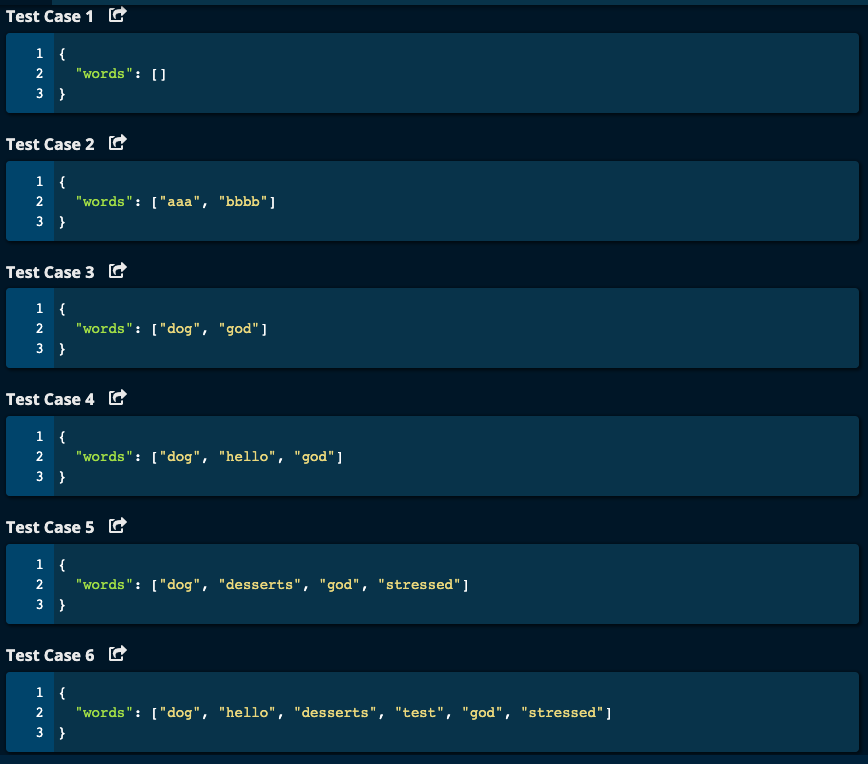 Test Case 1
1 {
2   "words": []
3 }
Test Case 2
1 {
2   "words": ["aaa", "bbbb"]
3 }
Test Case 3
1 {
2   "words": ["dog", "god"]
3 }
Test Case 4
1 {
2   "words": ["dog", "hello", "god"]
3 }
Test Case 5
1 {
2   "words": ["dog", "desserts", "god", "stressed"]
3 }
Test Case 6
1 {
2   "words": ["dog", "hello", "desserts", "test", "god", "stressed"]
3 }